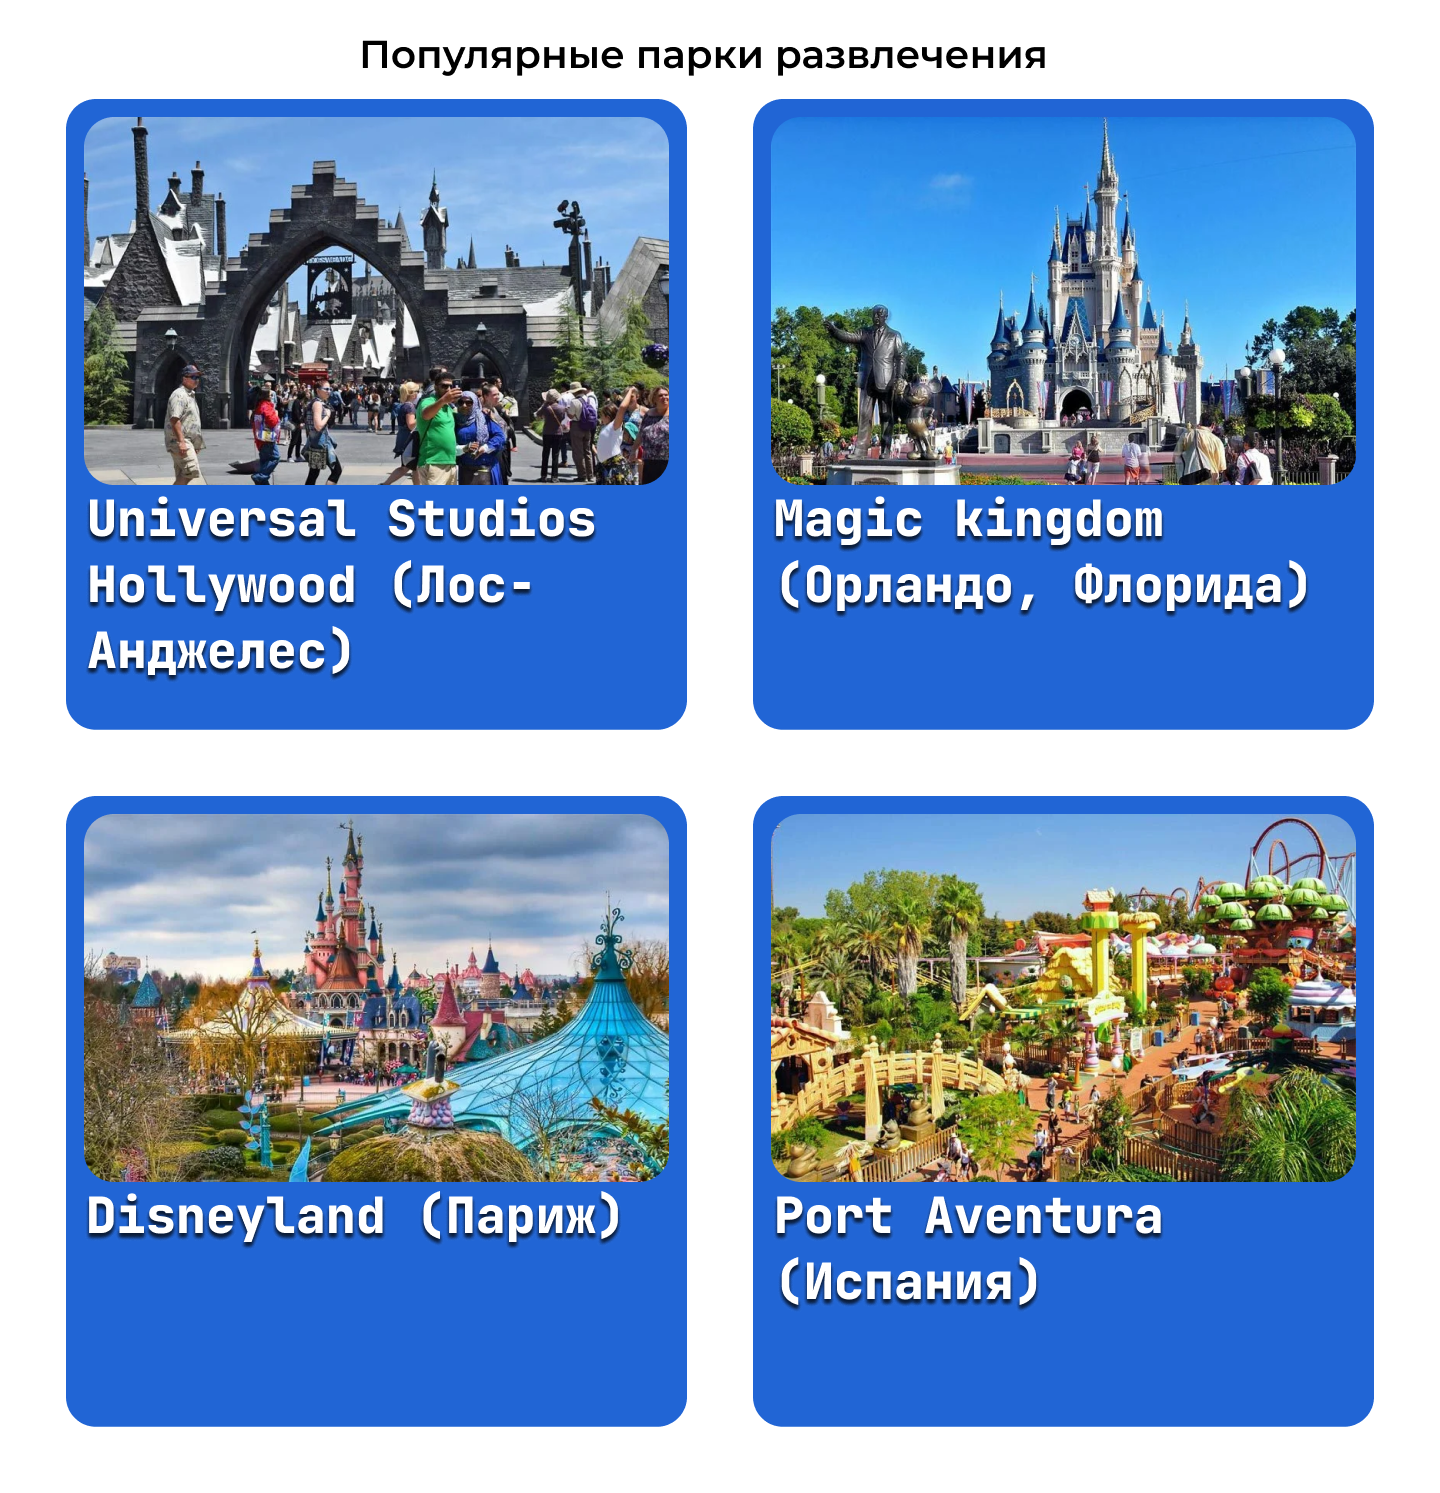 Популярные парки развлечения
Universal Studios
Hollywood (Лос-
Анджелес)
Magic kingdom
(Орландо, Флорида)
Disneyland (Париж)
Port Aventura
(Испания)